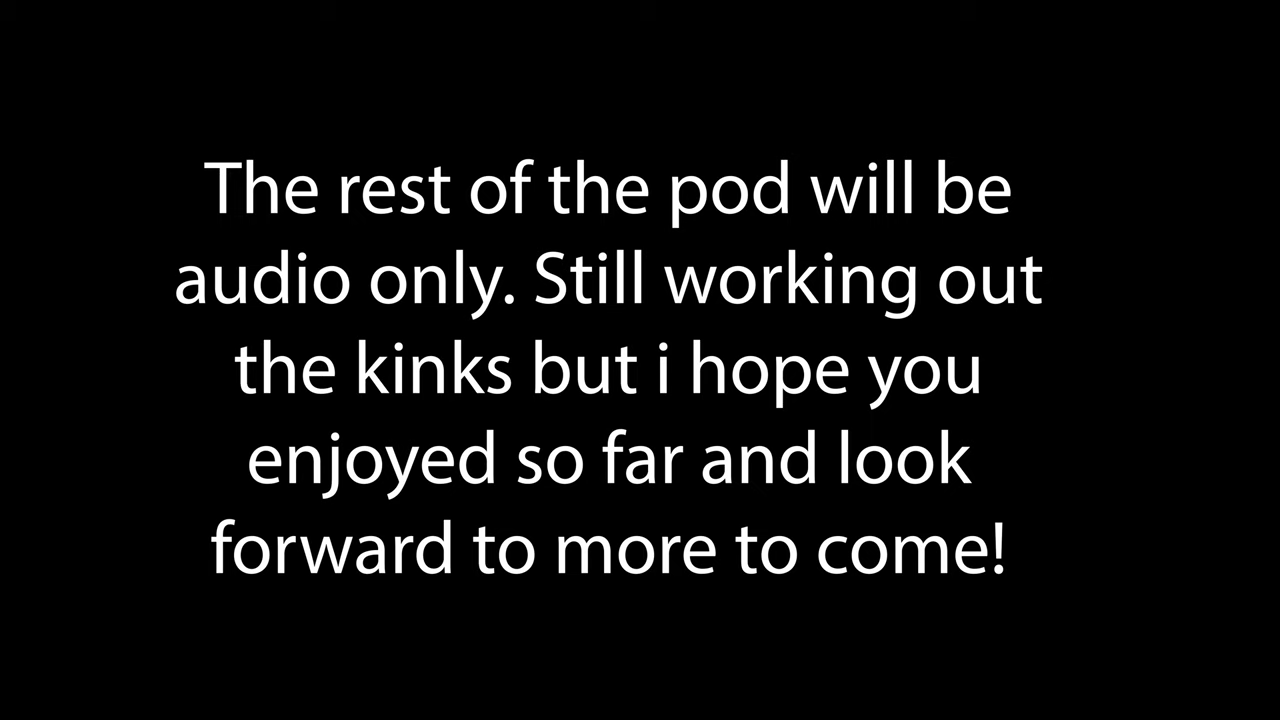 The rest of the pod will be
audio only. Still working out
the kinks but i hope you
enjoyed so far and look
forward to more to come!